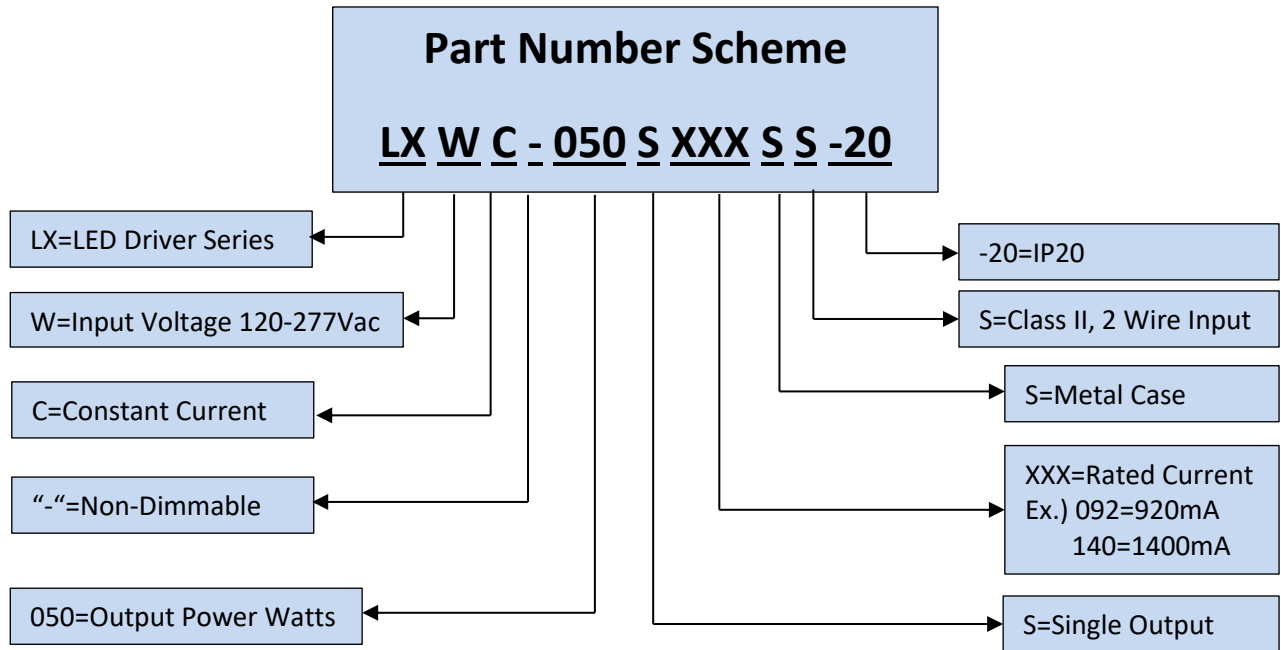 Part Number Scheme
LX W C - 050 S XXX S S -20
LX=LED Driver Series
W=Input Voltage 120-277Vac
C=Constant Current
“-“=Non-Dimmable
050=Output Power Watts
-20=IP20
S=Class II, 2 Wire Input
S=Metal Case
XXX=Rated Current
Ex.) 092=920mA
140=1400mA
S=Single Output